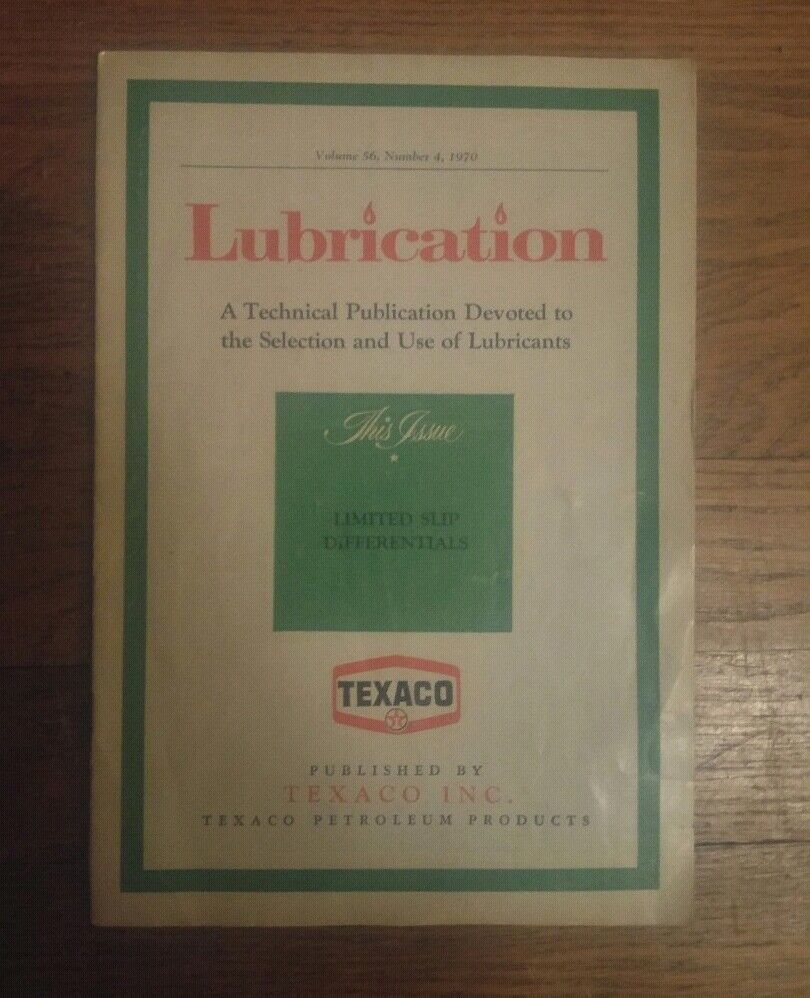 Volume 56, Number 4, 1970
Lubrication
A Technical Publication Devoted to
the Selection and Use of Lubricants
This Issue
LIMITED SLIP
DIFFERENTIALS
TEXACO
T
PUBLISHED BY
TEXACO INC.
TEXACO PETROLEUM PRODUCTS